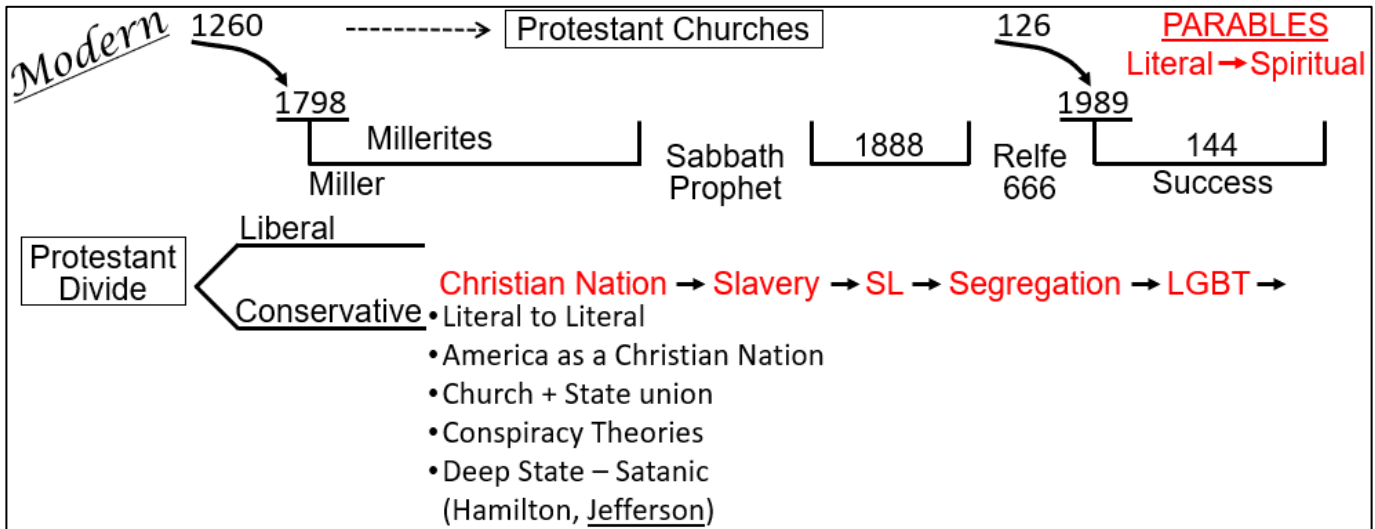 Modern
1260
Protestant Churches
126
PARABLES
Literal → Spiritual
1798
1989
Millerites
1888
144
Miller
Sabbath
Prophet
Relfe
666
Success
Protestant
Divide
Liberal
Conservative
Christian Nation → Slavery → SL → Segregation → LGBT →
• Literal to Literal
• America as a Christian Nation
• Church + State union
• Conspiracy Theories
• Deep State – Satanic
(Hamilton, Jefferson)